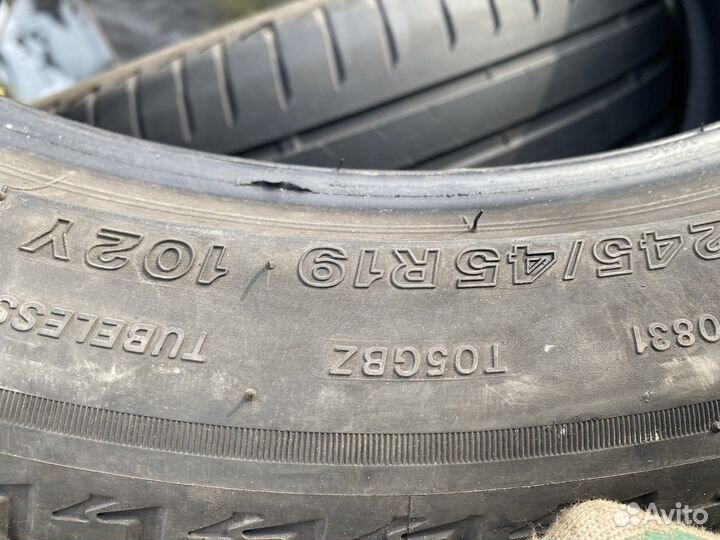 245/45R19 102Y
0831
T05GBZ
TUBELESS
Avito